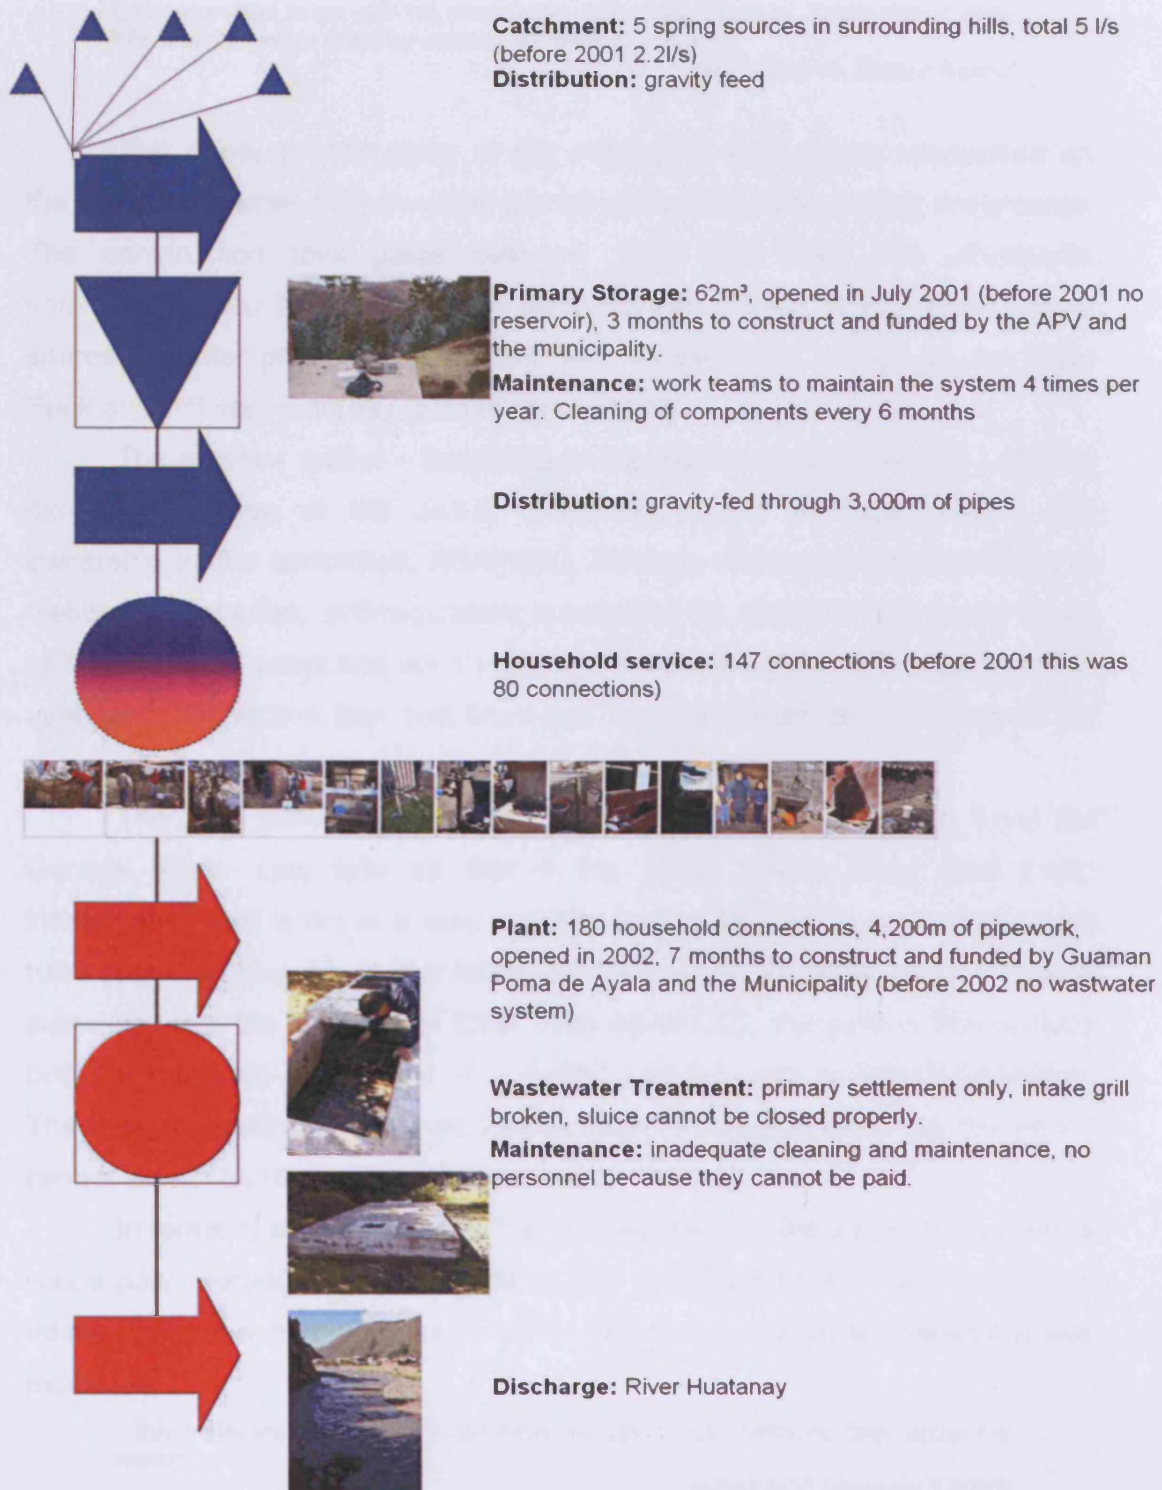 Catchment: 5 spring sources in surrounding hills, total 5 l/s
(before 2001 2.2l/s)
Distribution: gravity feed
Primary Storage: 62m³, opened in July 2001 (before 2001 no
reservoir), 3 months to construct and funded by the APV and
the municipality.
Maintenance: work teams to maintain the system 4 times per
year. Cleaning of components every 6 months
Distribution: gravity-fed through 3,000m of pipes
Household service: 147 connections (before 2001 this was
80 connections)
Plant: 180 household connections, 4,200m of pipework,
opened in 2002, 7 months to construct and funded by Guaman
Poma de Ayala and the Municipality (before 2002 no wastwater
system)
Wastewater Treatment: primary settlement only, intake grill
broken, sluice cannot be closed properly.
Maintenance: inadequate cleaning and maintenance, no
personnel because they cannot be paid.
Discharge: River Huatanay